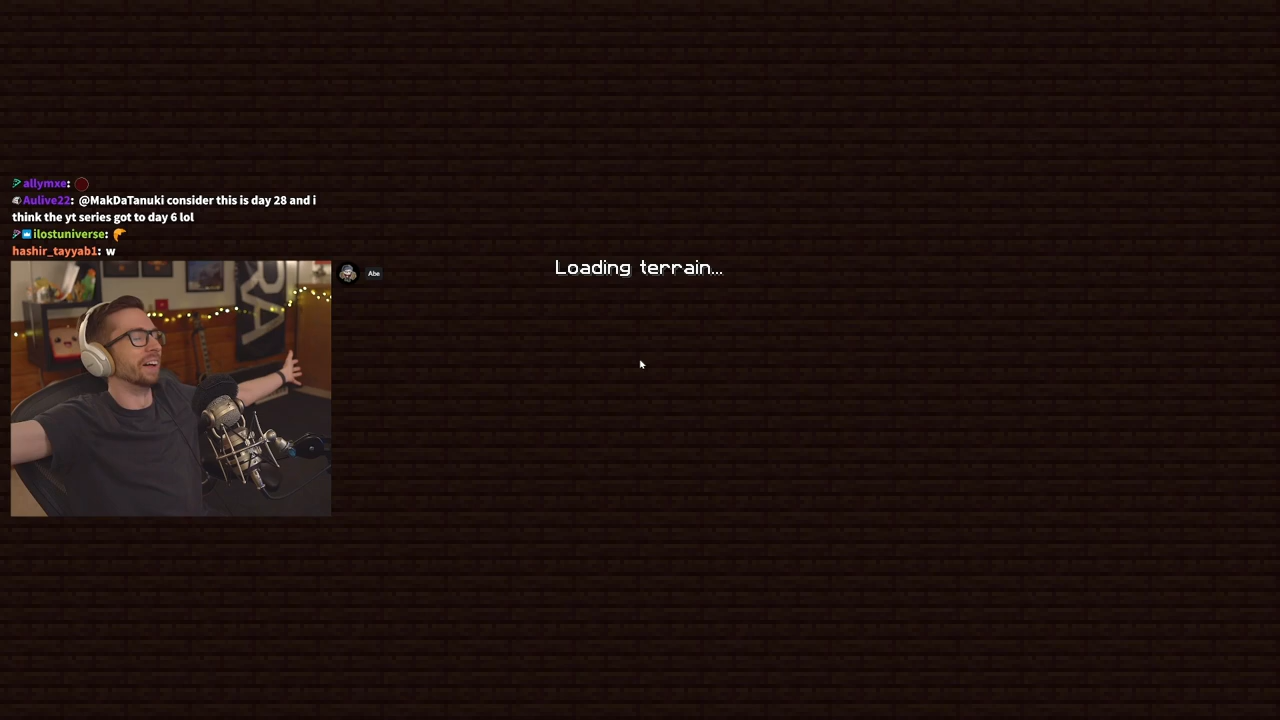 allymxe:
Aulive22: @MakDaTanuki consider this is day 28 and i
think the yt series got to day 6 lol
ilostuniverse:
hashir_tayyab1: w
Abe
Loading terrain...
RA